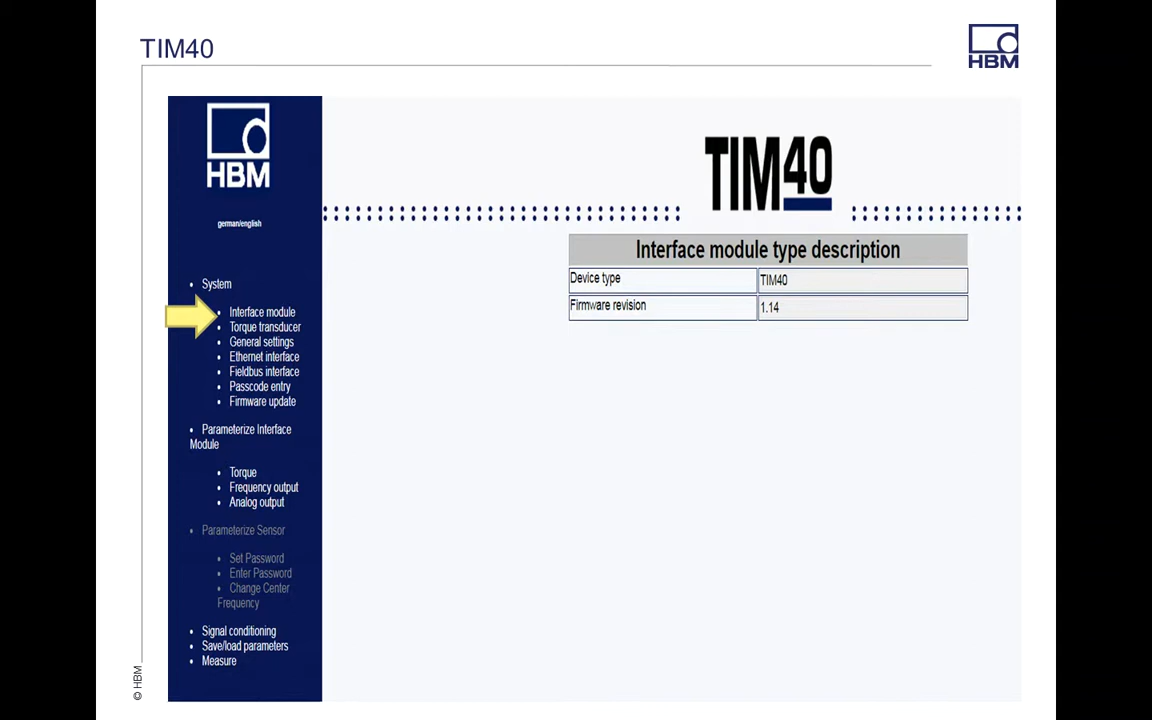 TIM40
HBM
HBM
german/english
System
Interface module
Torque transducer
General settings
Ethernet interface
Fieldbus interface
Passcode entry
Firmware update
Parameterize Interface
Module
Torque
Frequency output
Analog output
Parameterize Sensor
Set Password
Enter Password
Change Center
Frequency
Signal conditioning
Save/load parameters
Measure
TIM40
Interface module type description
Device type TIM40
Firmware revision 1.14
© HBM